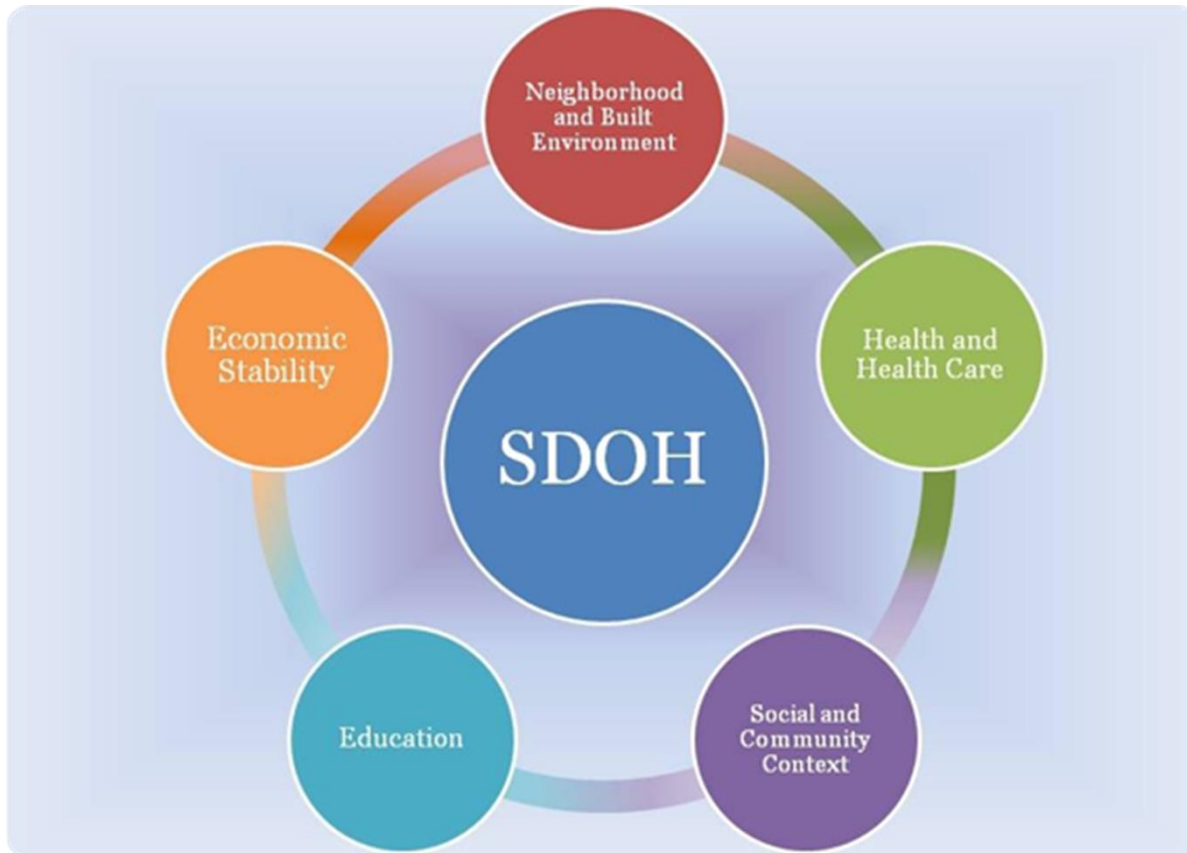 Neighborhood
and Built
Environment
Economic
Stability
Health and
Health Care
SDOH
Education
Social and
Community
Context